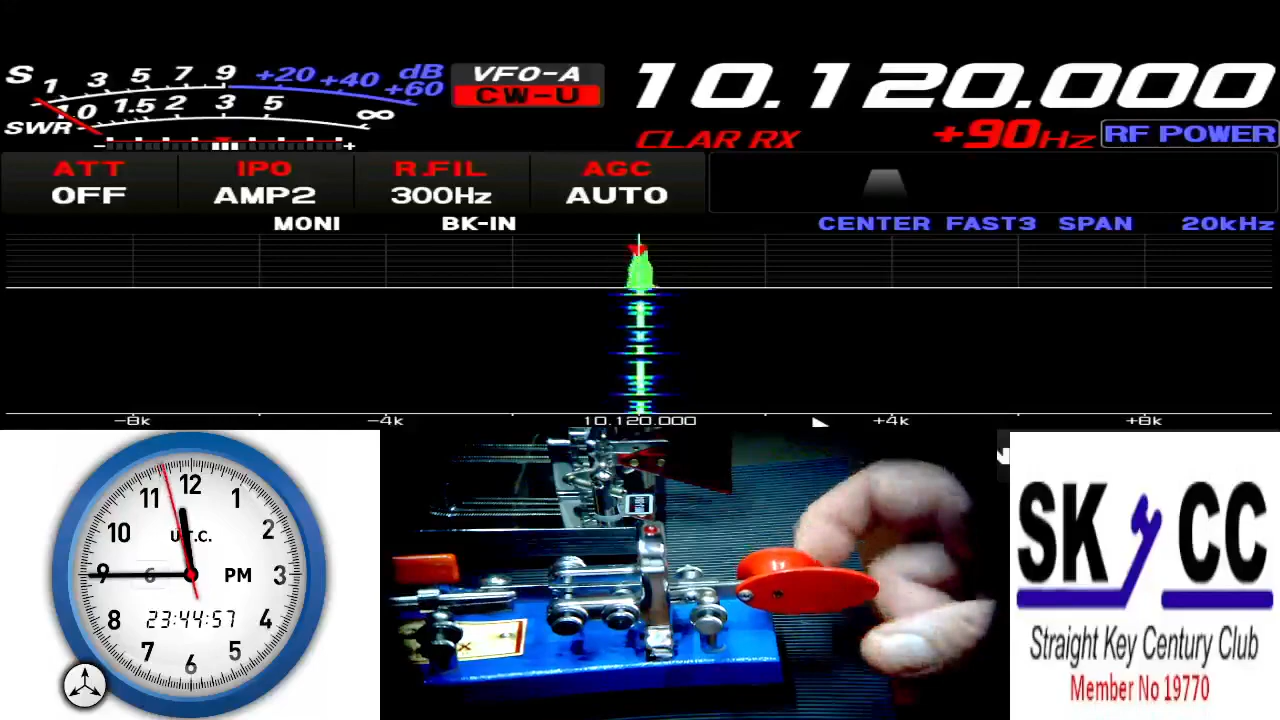 S 1 3 5 7 9 +20 +40 +60 dB
SWR 1.0 1.5 2 3 5 ∞
− +
VFO-A
CW-U
10.120.000
CLAR RX +90Hz RF POWER
ATT IPO R.FIL AGC
OFF AMP2 300Hz AUTO
MONI BK-IN CENTER FAST3 SPAN 20kHz
-8k -4k 10.120.000 +4k +8k
12 1 2 3 4 5 6 7 8 9 10 11
U.T.C.
6
PM
23:44:57
SKCC
Straight Key Century Club
Member No 19770